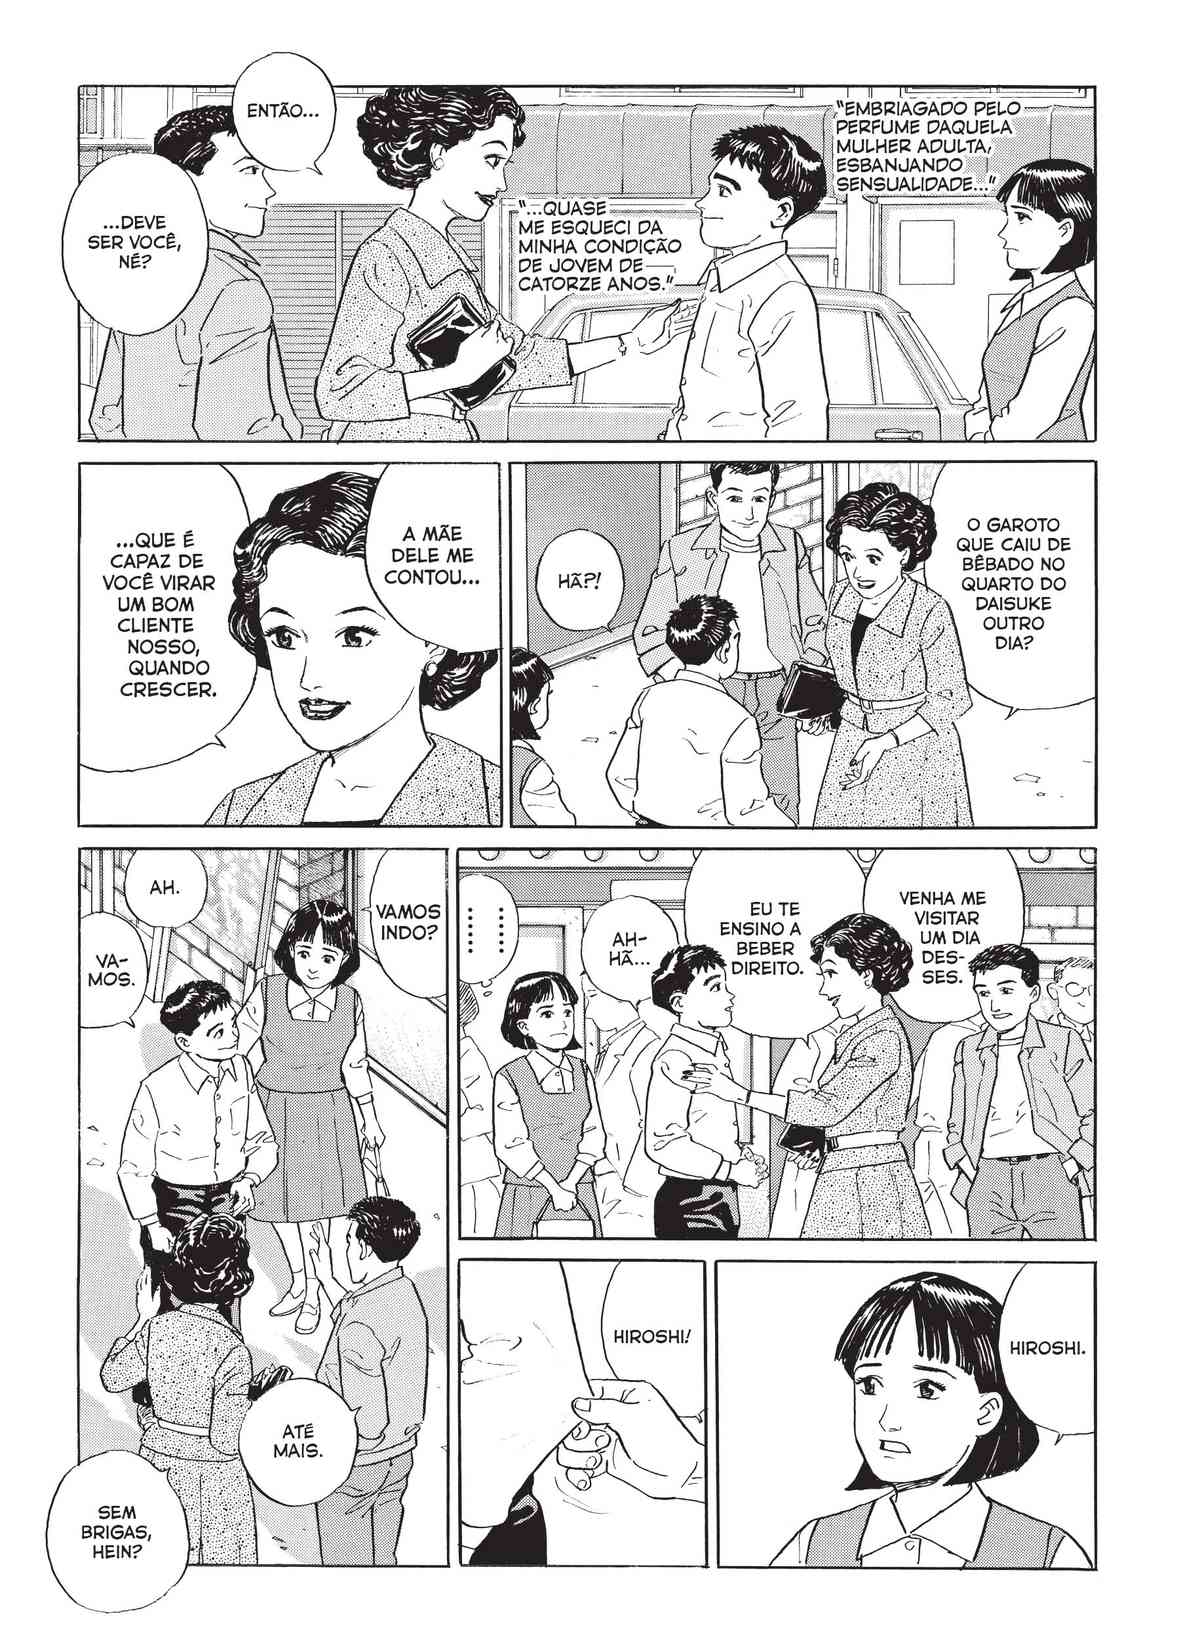 "EMBRIAGADO PELO
PERFUME DAQUELA
MULHER ADULTA,
ESBANJANDO
SENSUALIDADE..."
"...QUASE
ME ESQUECI DA
MINHA CONDIÇÃO
DE JOVEM DE
CATORZE ANOS."
ENTÃO...
...DEVE
SER VOCÊ,
NÉ?
O GAROTO
QUE CAIU DE
BÊBADO NO
QUARTO DO
DAISUKE
OUTRO
DIA?
HÃ?!
A MÃE
DELE ME
CONTOU...
...QUE É
CAPAZ DE
VOCÊ VIRAR
UM BOM
CLIENTE
NOSSO,
QUANDO
CRESCER.
VENHA ME
VISITAR
UM DIA
DES-
SES.
EU TE
ENSINO A
BEBER
DIREITO.
AH-
HÃ...
......
HIROSHI.
HIROSHI!
VAMOS
INDO?
AH.
VA-
MOS.
ATÉ
MAIS.
SEM
BRIGAS,
HEIN?